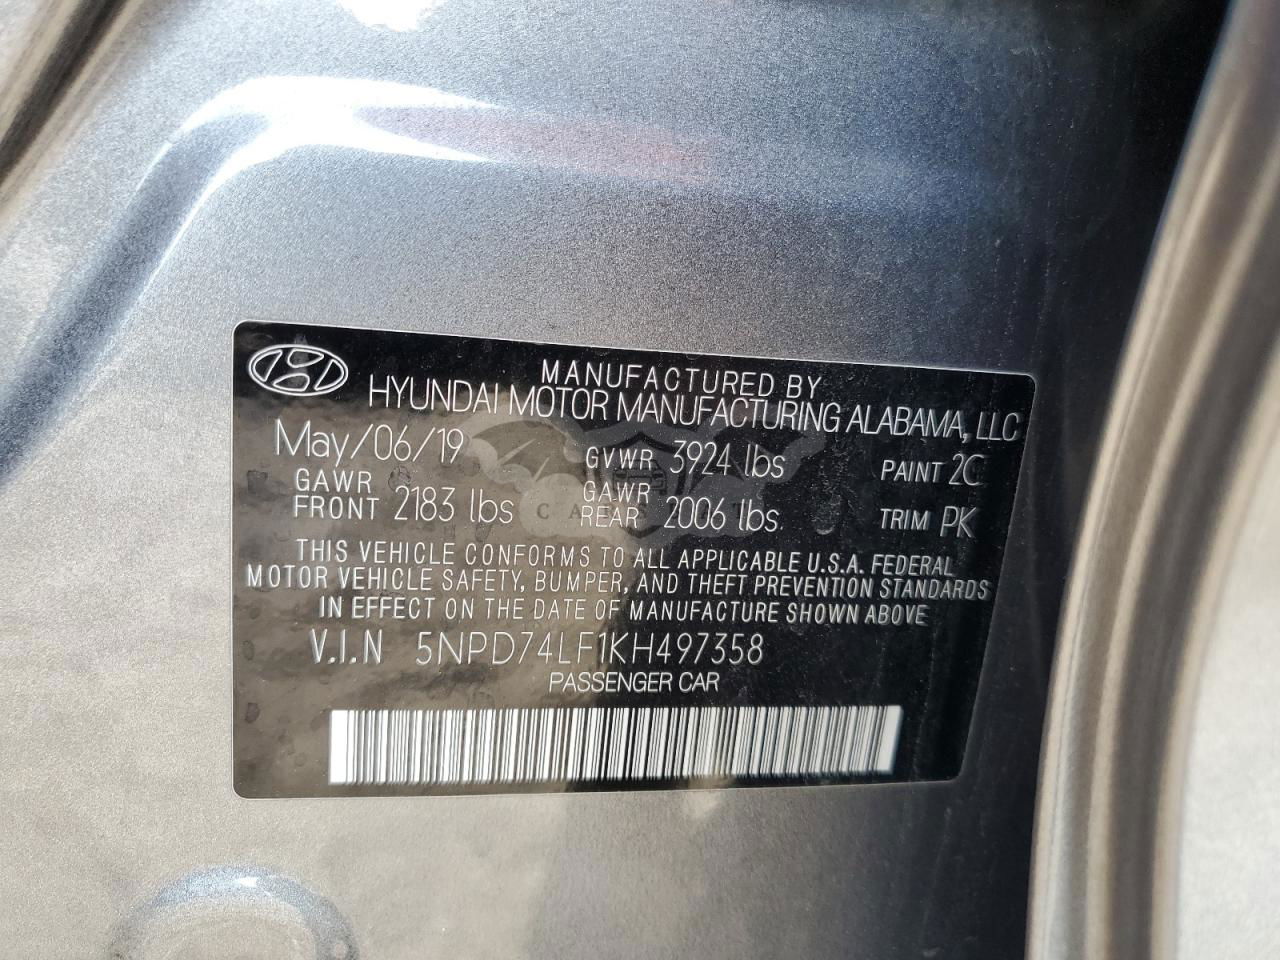 MANUFACTURED BY
HYUNDAI MOTOR MANUFACTURING ALABAMA, LLC
May/06/19 GVWR 3924 lbs PAINT 2C
GAWR FRONT 2183 lbs GAWR REAR 2006 lbs TRIM PK
THIS VEHICLE CONFORMS TO ALL APPLICABLE U.S.A. FEDERAL
MOTOR VEHICLE SAFETY, BUMPER, AND THEFT PREVENTION STANDARDS
IN EFFECT ON THE DATE OF MANUFACTURE SHOWN ABOVE
V.I.N 5NPD74LF1KH497358
PASSENGER CAR